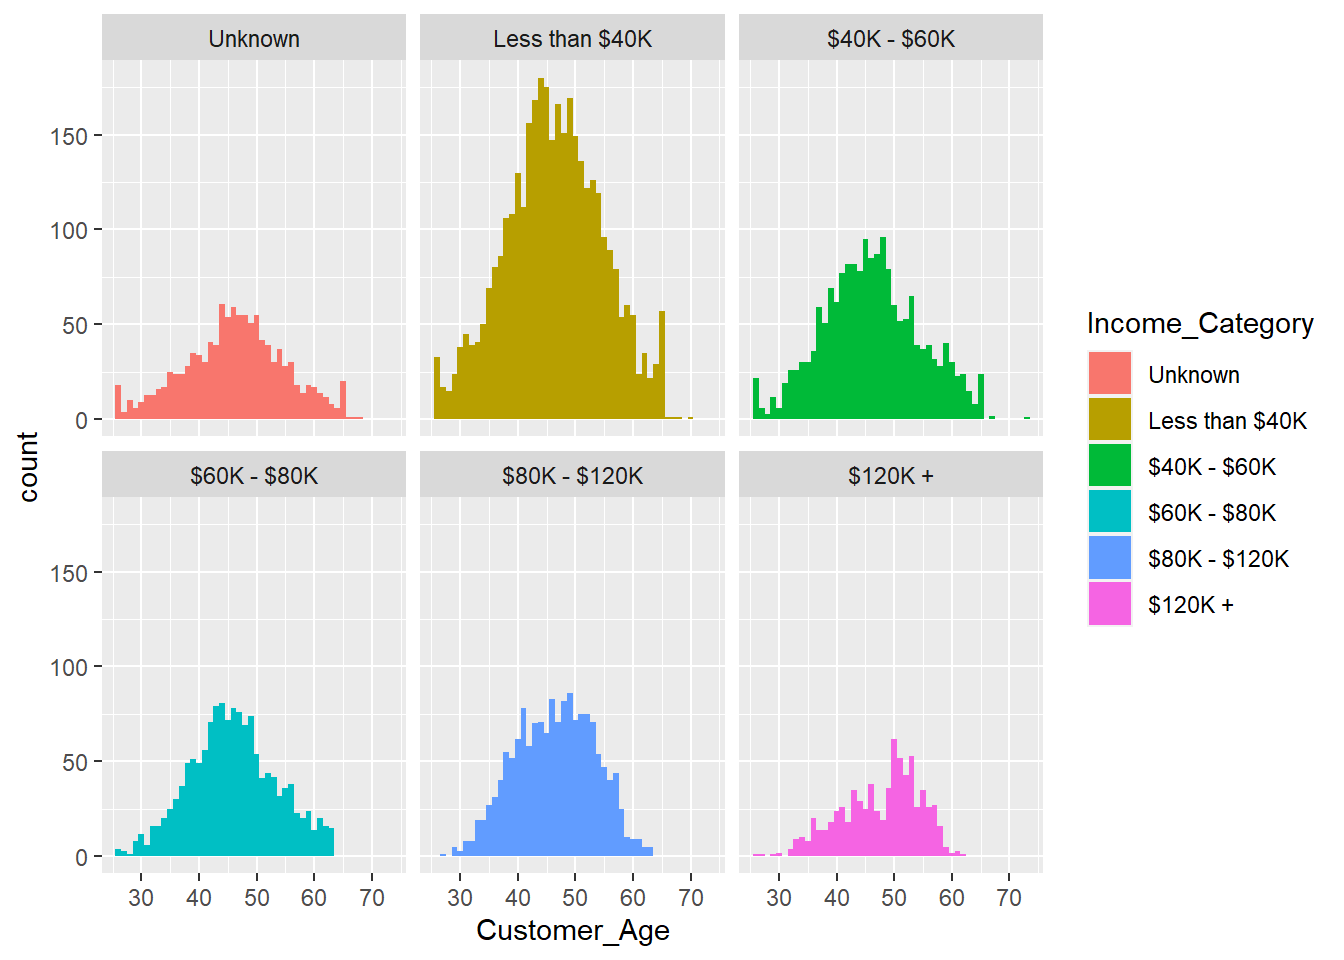 Unknown
Less than $40K
$40K - $60K
150
100
50
0
$60K - $80K
$80K - $120K
$120K +
150
100
50
0
30 40 50 60 70
30 40 50 60 70
30 40 50 60 70
Customer_Age
count
Income_Category
Unknown
Less than $40K
$40K - $60K
$60K - $80K
$80K - $120K
$120K +